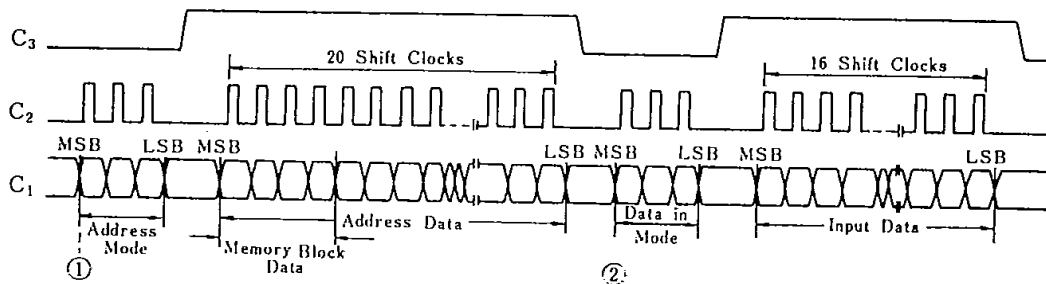 C3
20 Shift Clocks
16 Shift Clocks
C2
MSB LSB MSB LSB MSB LSB MSB LSB
C1
Address Mode
Memory Block Data
Address Data
Data in Mode
Input Data
① ②